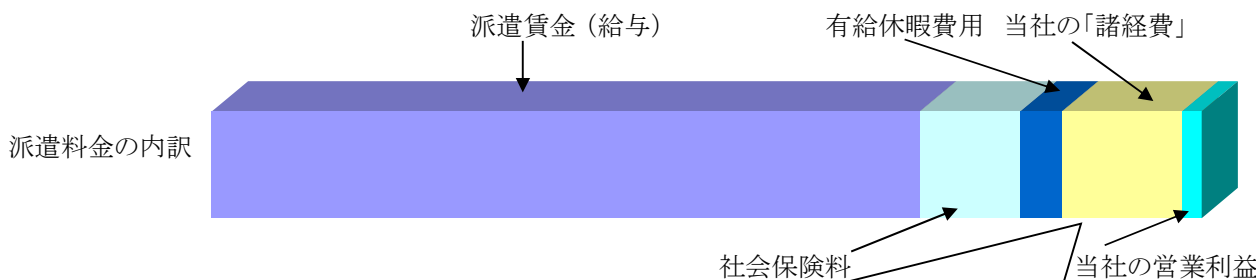 派遣賃金（給与）
有給休暇費用
当社の「諸経費」
派遣料金の内訳
社会保険料
当社の営業利益